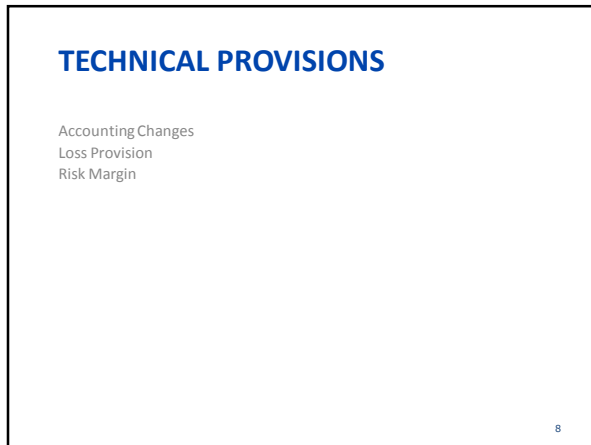 TECHNICAL PROVISIONS
Accounting Changes
Loss Provision
Risk Margin
8